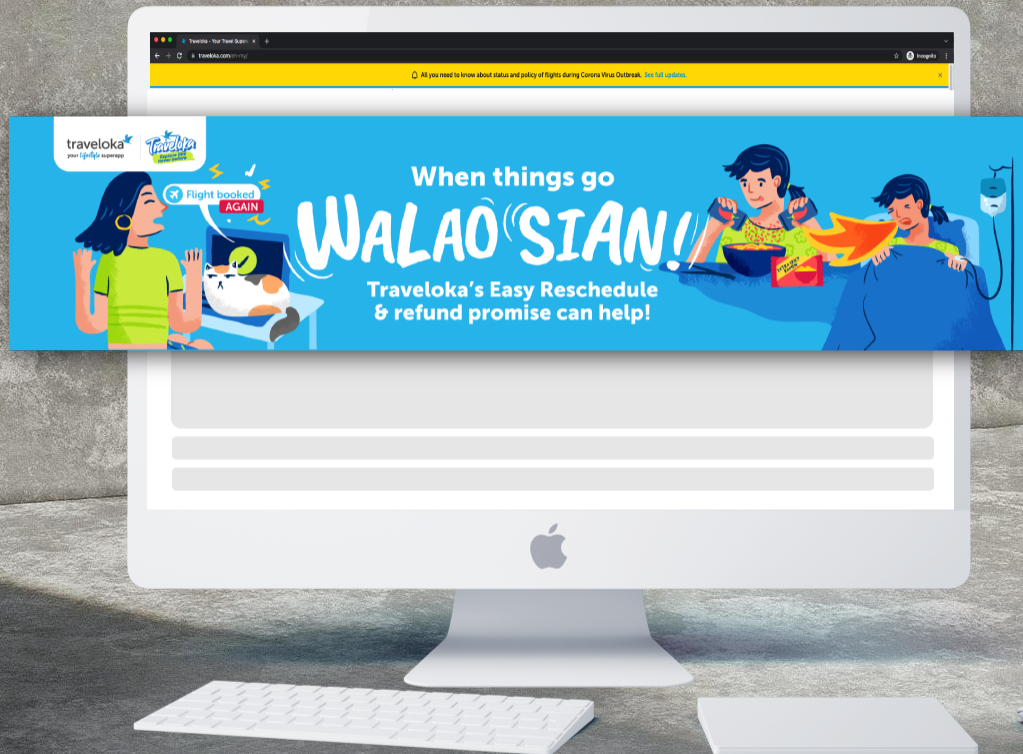 Traveloka - Your Travel Supera
traveloka.com/en-my/
Incognito
All you need to know about status and policy of flights during Corona Virus Outbreak. See full updates.
traveloka
your lifestyle superapp
Traveloka
Flight booked
AGAIN
When things go
WALAO SIAN!
Traveloka's Easy Reschedule
& refund promise can help!